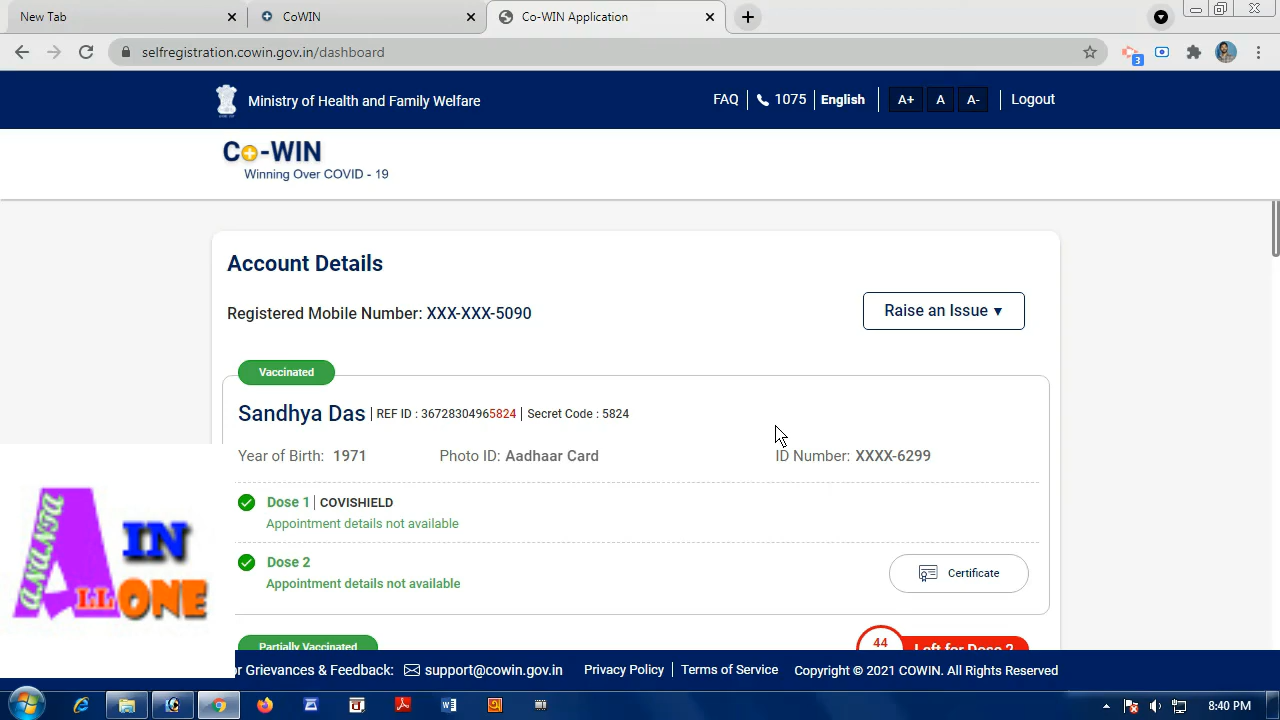 New Tab
CoWIN
Co-WIN Application
selfregistration.cowin.gov.in/dashboard
3
Ministry of Health and Family Welfare
FAQ
1075
English
A+
A
A-
Logout
Co-WIN
Winning Over COVID - 19
Account Details
Registered Mobile Number: XXX-XXX-5090
Raise an Issue ▼
Vaccinated
Sandhya Das | REF ID : 36728304965824 | Secret Code : 5824
Year of Birth: 1971
Photo ID: Aadhaar Card
ID Number: XXXX-6299
Dose 1 | COVISHIELD
Appointment details not available
Dose 2
Appointment details not available
Certificate
ALL IN ONE
Partially Vaccinated
44
Left for Dose 2
or Grievances & Feedback:
support@cowin.gov.in
Privacy Policy
Terms of Service
Copyright © 2021 COWIN. All Rights Reserved
8:40 PM